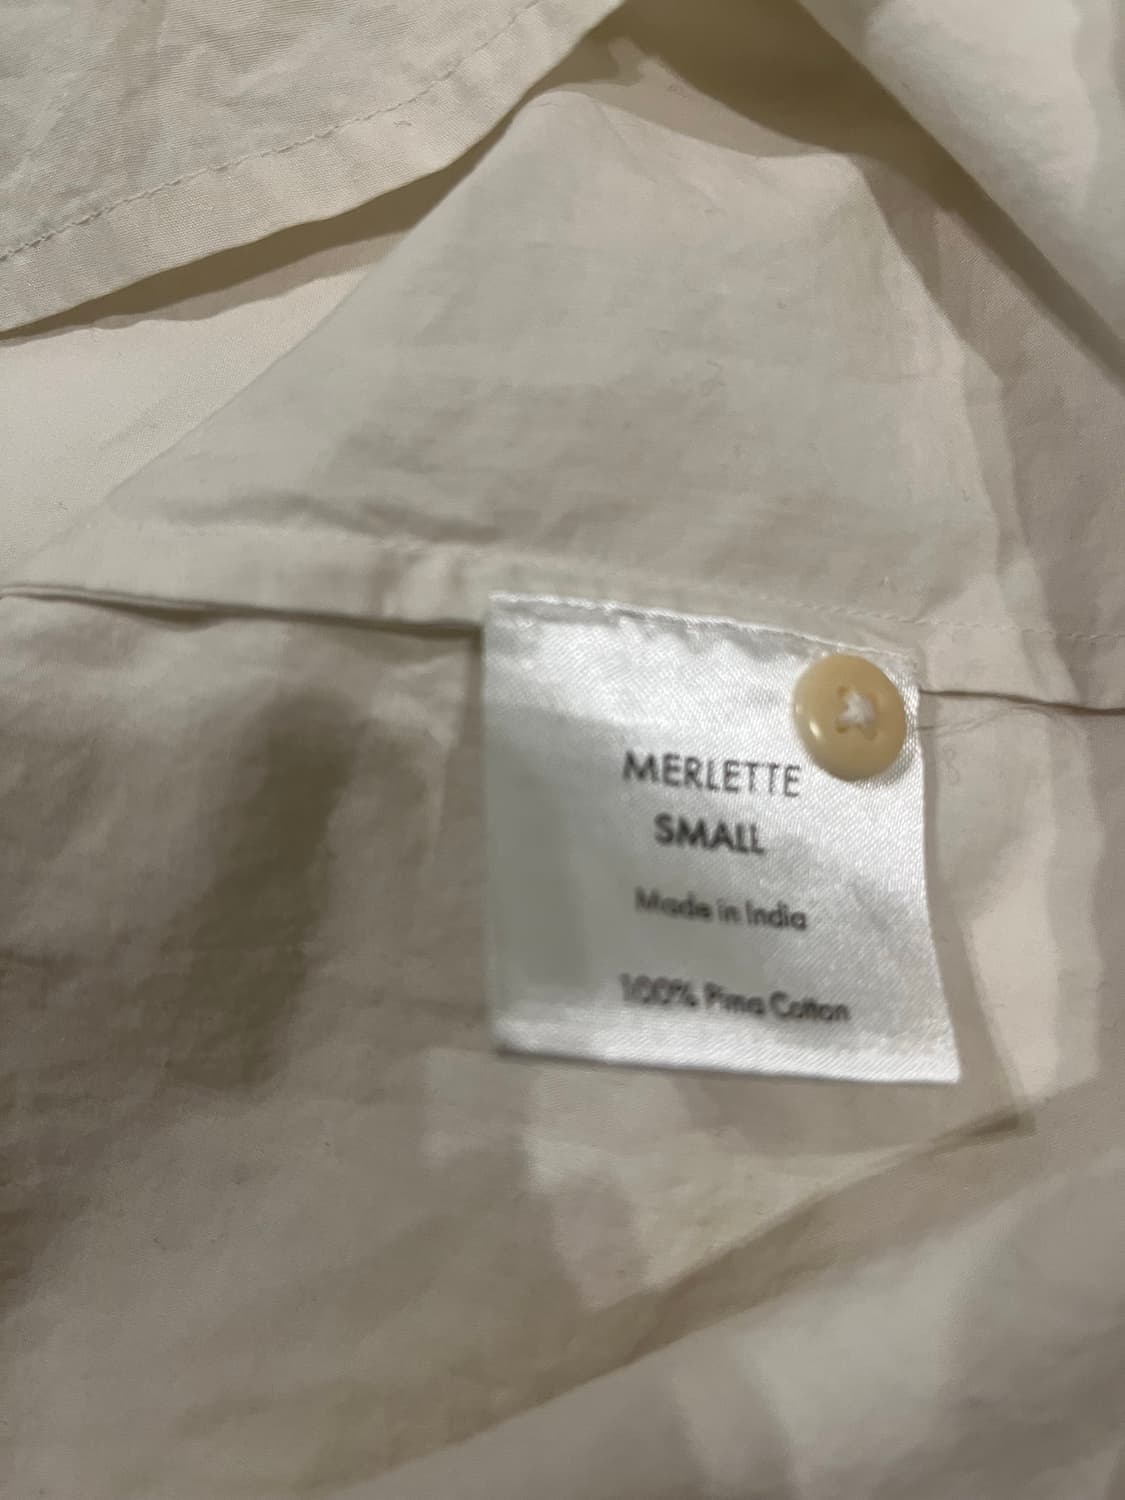 MERLETTE
SMALL
Made in India
100% Pima Cotton